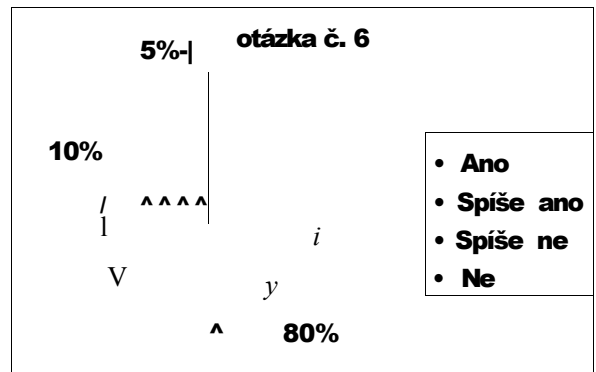 otázka č. 6
5%-|
10%
/ ^ ^ ^ ^
l
i
V
y
^ 80%
• Ano
• Spíše ano
• Spíše ne
• Ne